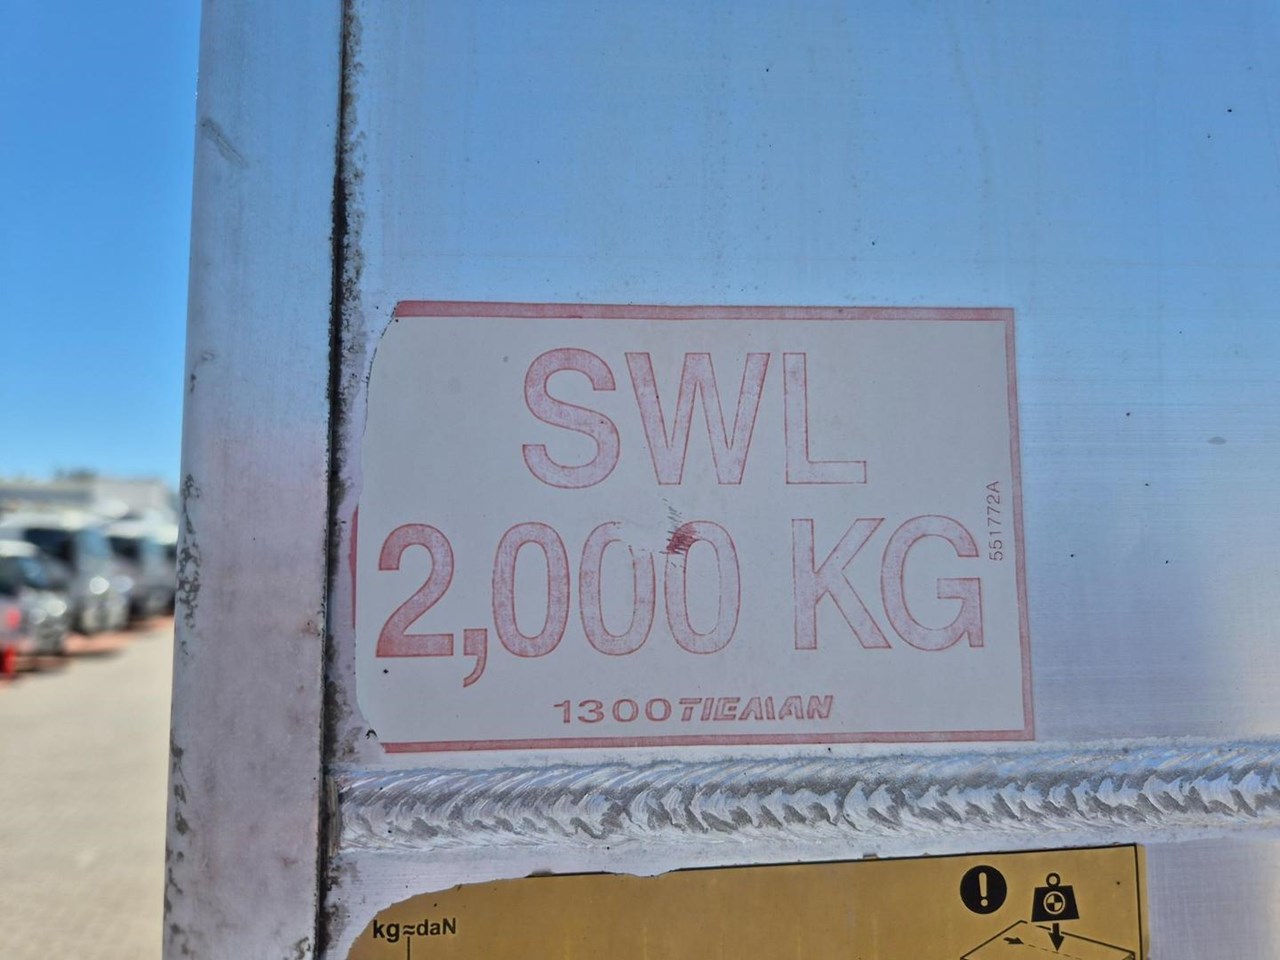 SWL
2,000 KG
551772A
1300TIEMAN
kg≈daN